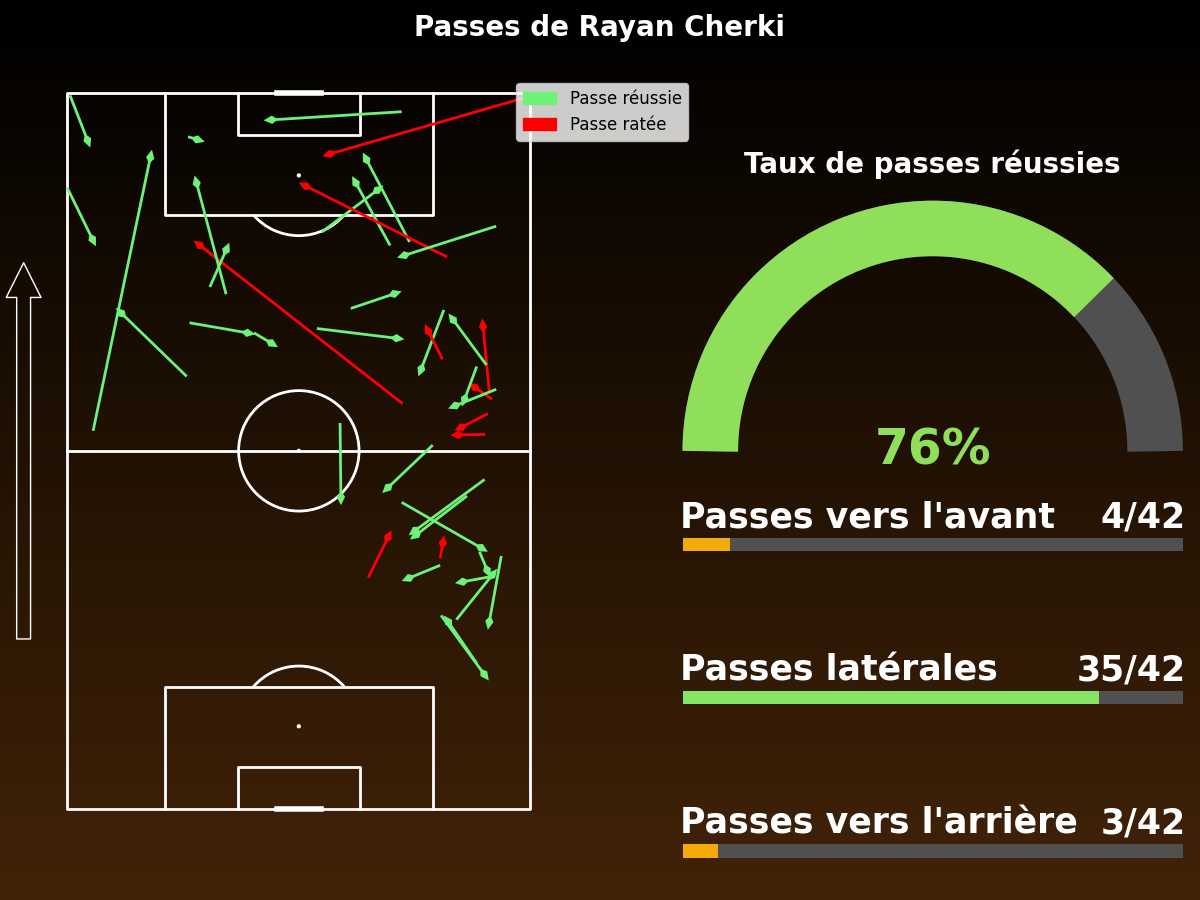 Passes de Rayan Cherki
Passe réussie
Passe ratée
Taux de passes réussies
76%
Passes vers l'avant 4/42
Passes latérales 35/42
Passes vers l'arrière 3/42